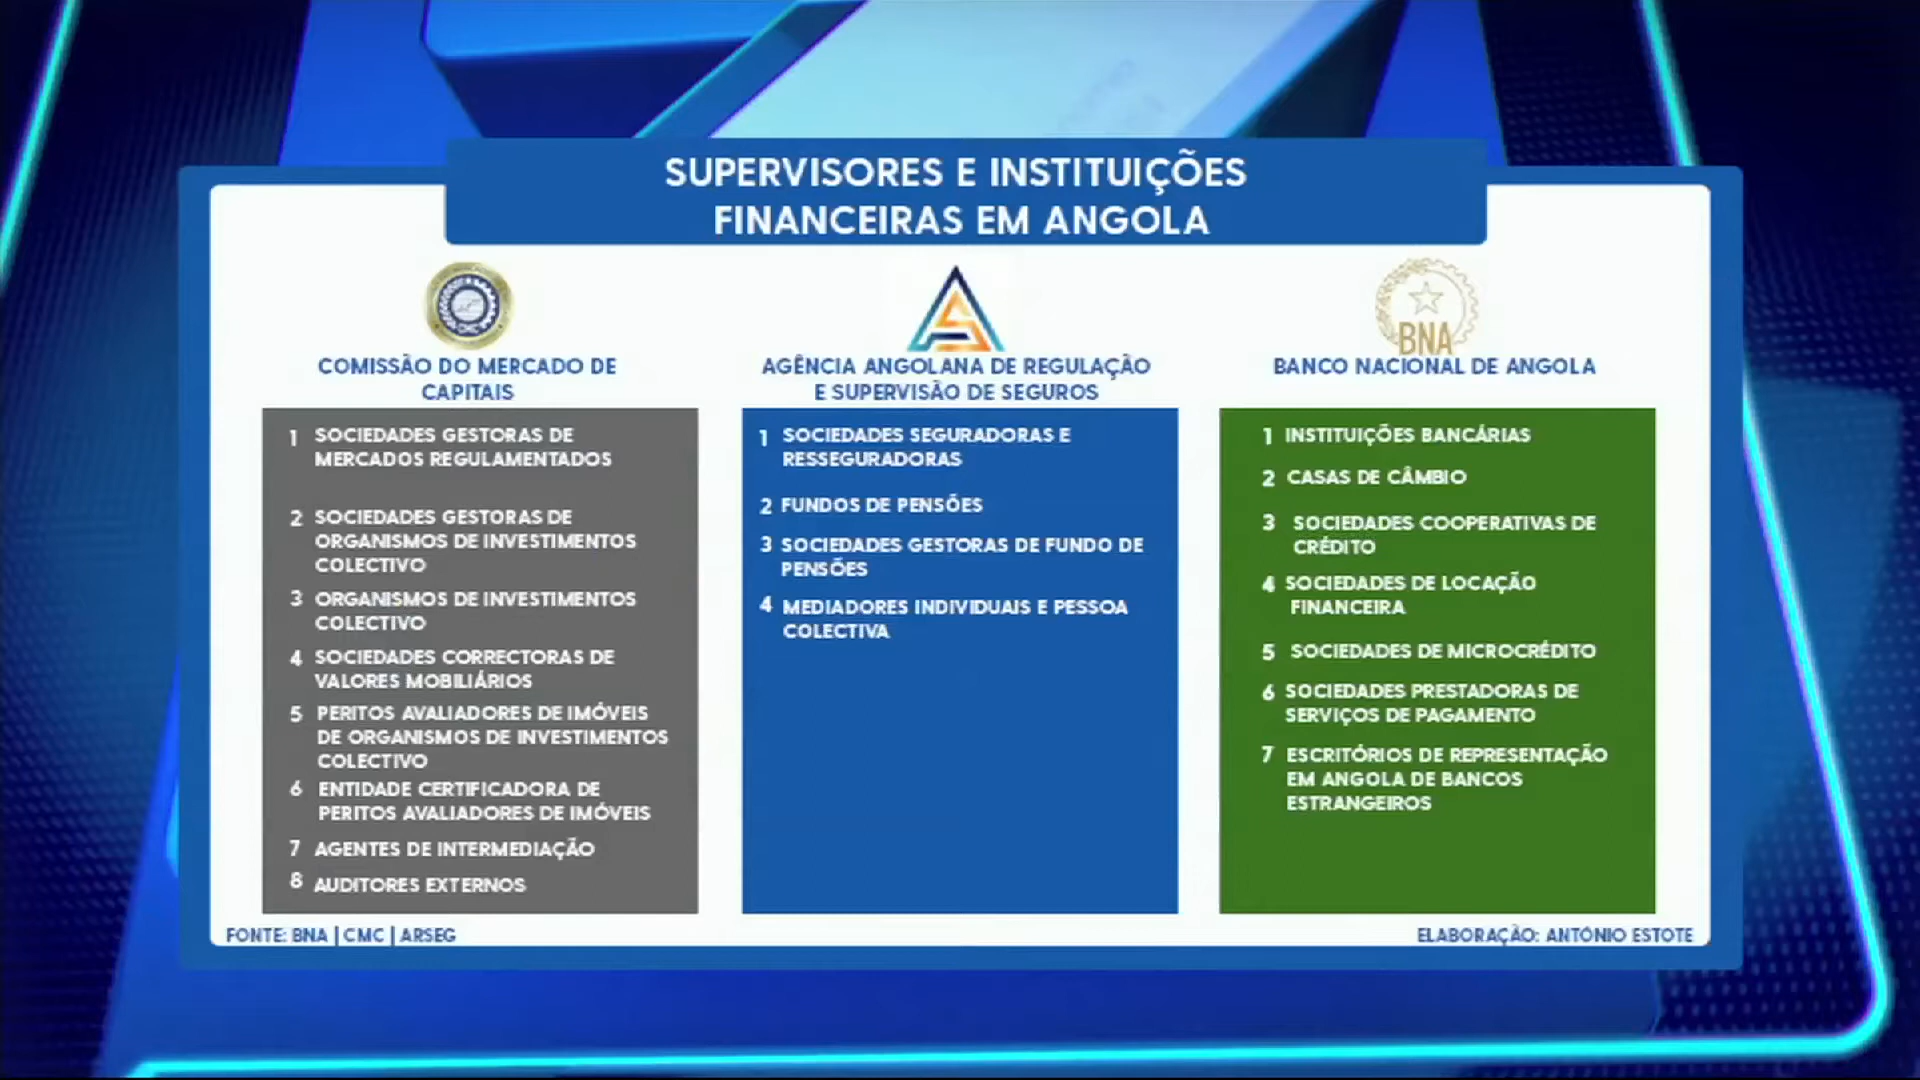 SUPERVISORES E INSTITUIÇÕES
FINANCEIRAS EM ANGOLA
CMC
COMISSÃO DO MERCADO DE
CAPITAIS
1 SOCIEDADES GESTORAS DE
MERCADOS REGULAMENTADOS
2 SOCIEDADES GESTORAS DE
ORGANISMOS DE INVESTIMENTOS
COLECTIVO
3 ORGANISMOS DE INVESTIMENTOS
COLECTIVO
4 SOCIEDADES CORRECTORAS DE
VALORES MOBILIÁRIOS
5 PERITOS AVALIADORES DE IMÓVEIS
DE ORGANISMOS DE INVESTIMENTOS
COLECTIVO
6 ENTIDADE CERTIFICADORA DE
PERITOS AVALIADORES DE IMÓVEIS
7 AGENTES DE INTERMEDIAÇÃO
8 AUDITORES EXTERNOS
AGÊNCIA ANGOLANA DE REGULAÇÃO
E SUPERVISÃO DE SEGUROS
1 SOCIEDADES SEGURADORAS E
RESSEGURADORAS
2 FUNDOS DE PENSÕES
3 SOCIEDADES GESTORAS DE FUNDO DE
PENSÕES
4 MEDIADORES INDIVIDUAIS E PESSOA
COLECTIVA
BNA
BANCO NACIONAL DE ANGOLA
1 INSTITUIÇÕES BANCÁRIAS
2 CASAS DE CÂMBIO
3 SOCIEDADES COOPERATIVAS DE
CRÉDITO
4 SOCIEDADES DE LOCAÇÃO
FINANCEIRA
5 SOCIEDADES DE MICROCRÉDITO
6 SOCIEDADES PRESTADORAS DE
SERVIÇOS DE PAGAMENTO
7 ESCRITÓRIOS DE REPRESENTAÇÃO
EM ANGOLA DE BANCOS
ESTRANGEIROS
FONTE: BNA | CMC | ARSEG
ELABORAÇÃO: ANTÓNIO ESTOTE